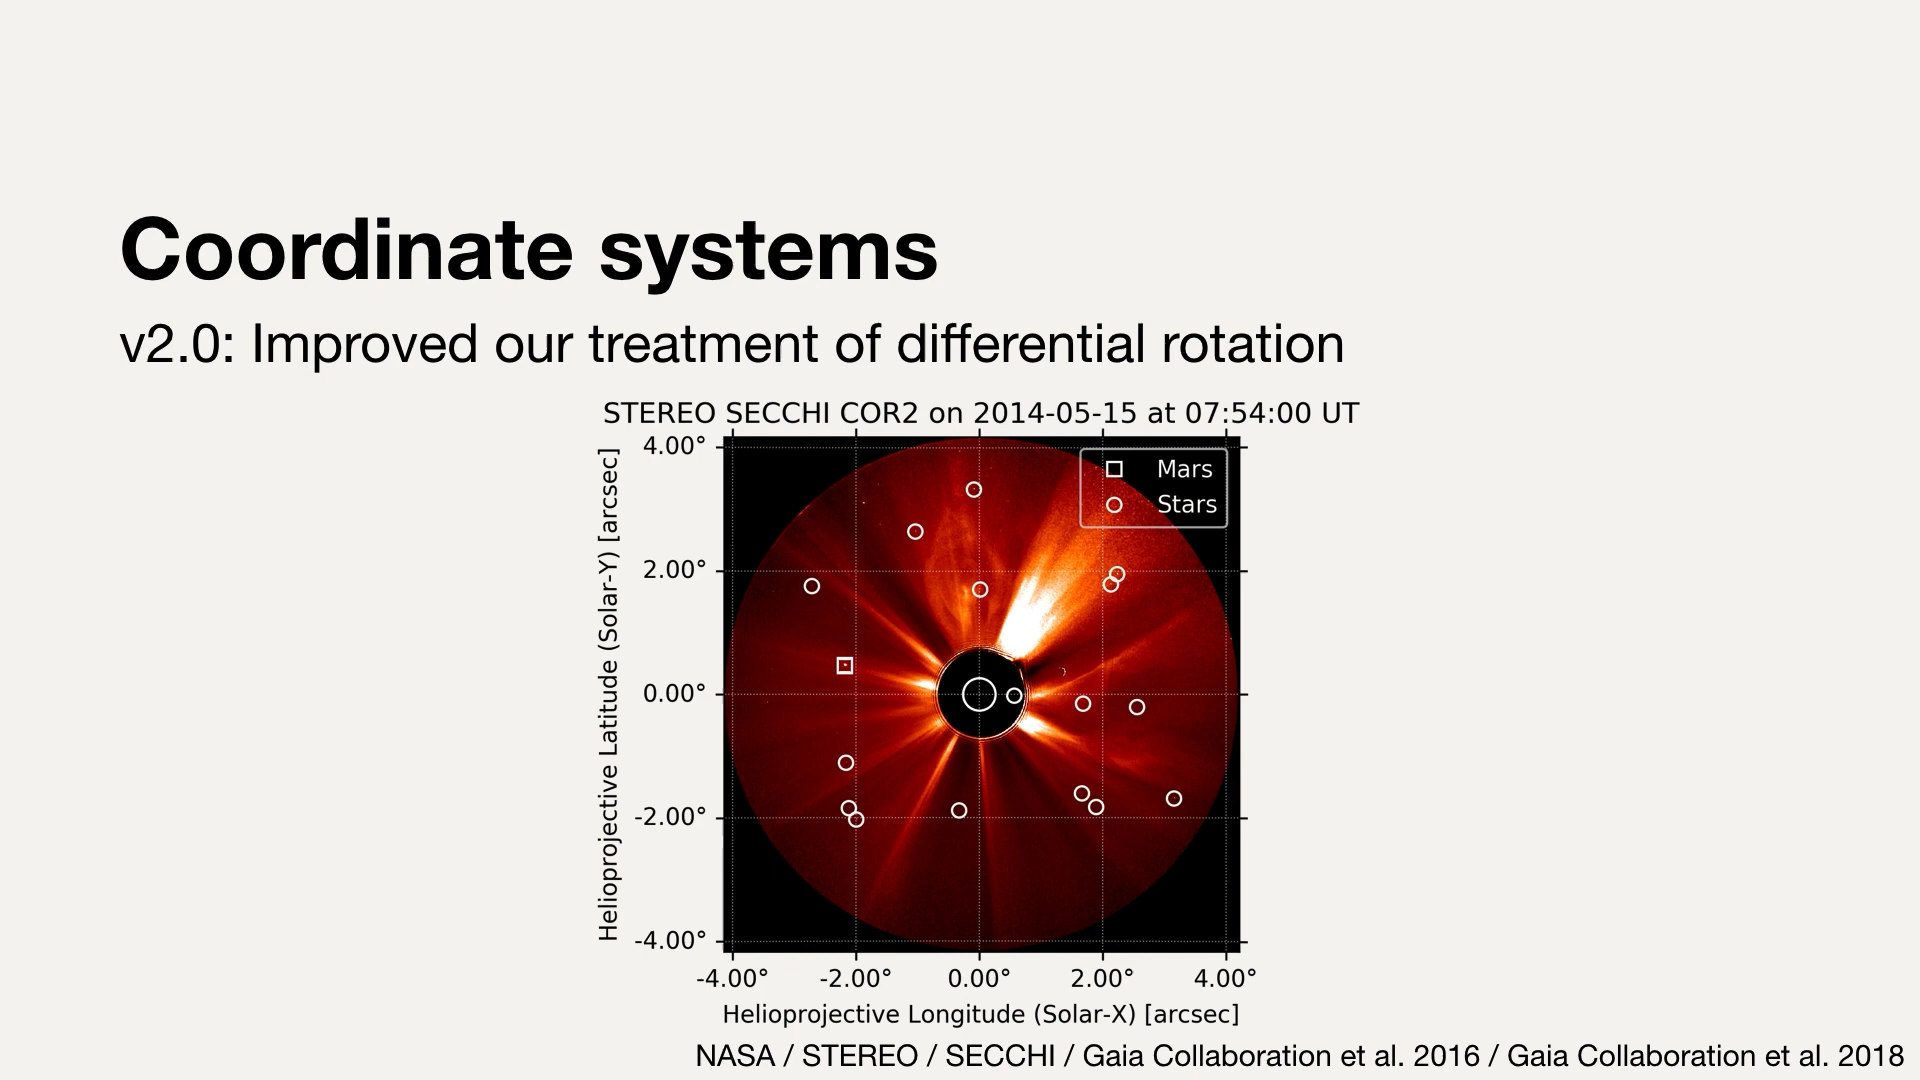 Coordinate systems
v2.0: Improved our treatment of differential rotation
STEREO SECCHI COR2 on 2014-05-15 at 07:54:00 UT
Helioprojective Latitude (Solar-Y) [arcsec]
4.00°
2.00°
0.00°
-2.00°
-4.00°
Mars
Stars
-4.00° -2.00° 0.00° 2.00° 4.00°
Helioprojective Longitude (Solar-X) [arcsec]
NASA / STEREO / SECCHI / Gaia Collaboration et al. 2016 / Gaia Collaboration et al. 2018